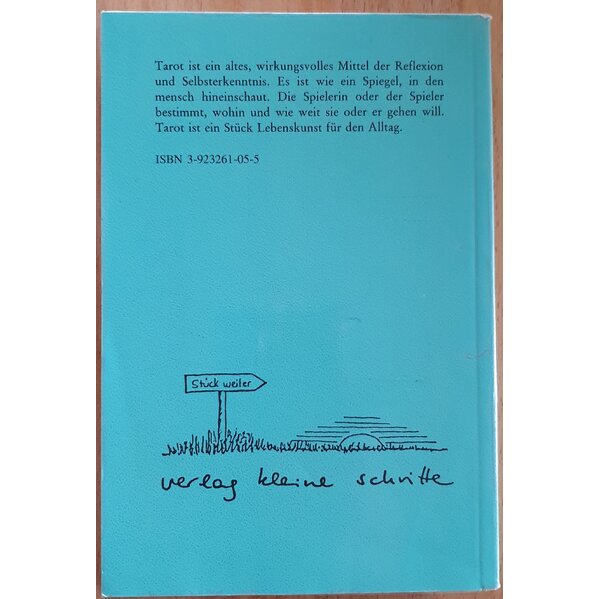 Tarot ist ein altes, wirkungsvolles Mittel der Reflexion
und Selbsterkenntnis. Es ist wie ein Spiegel, in den
mensch hineinschaut. Die Spielerin oder der Spieler
bestimmt, wohin und wie weit sie oder er gehen will.
Tarot ist ein Stück Lebenskunst für den Alltag.
ISBN 3-923261-05-5
Stück weiler
verlag kleine schritte